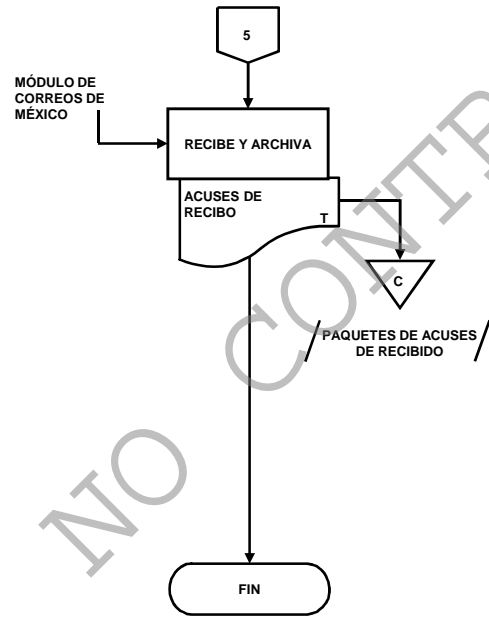 5
MÓDULO DE
CORREOS DE
MÉXICO
RECIBE Y ARCHIVA
ACUSES DE
RECIBO
T
C
PAQUETES DE ACUSES
DE RECIBIDO
FIN
NO CONTR